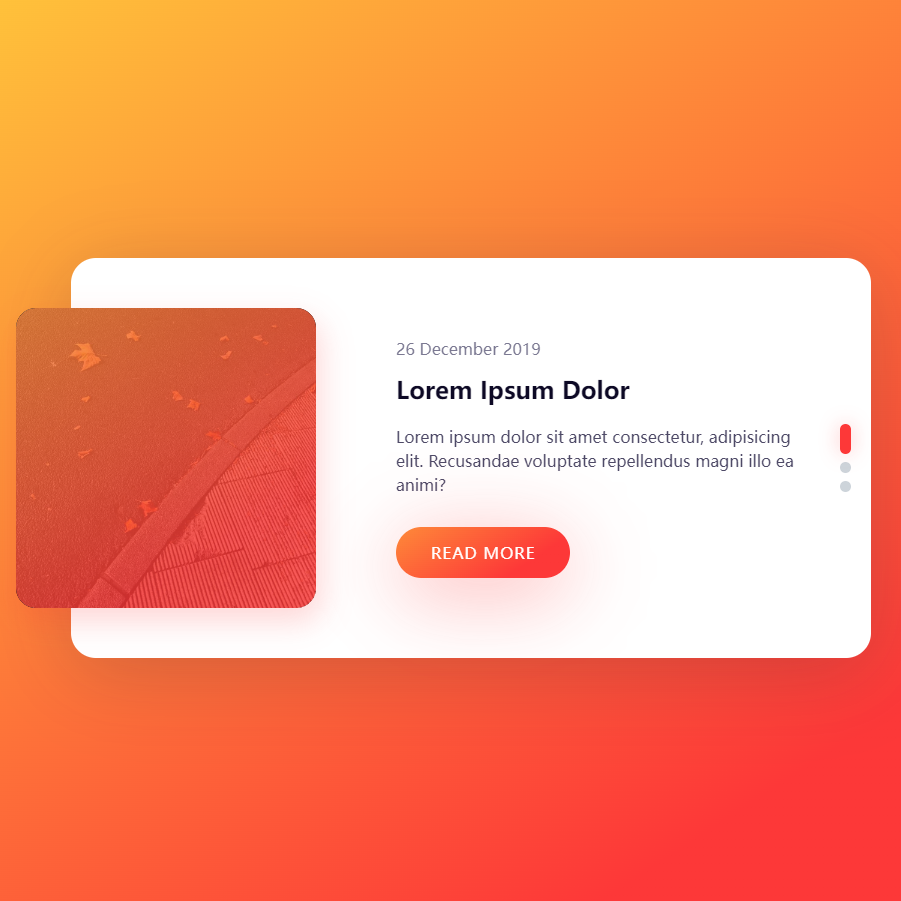 26 December 2019
Lorem Ipsum Dolor
Lorem ipsum dolor sit amet consectetur, adipisicing
elit. Recusandae voluptate repellendus magni illo ea
animi?
READ MORE